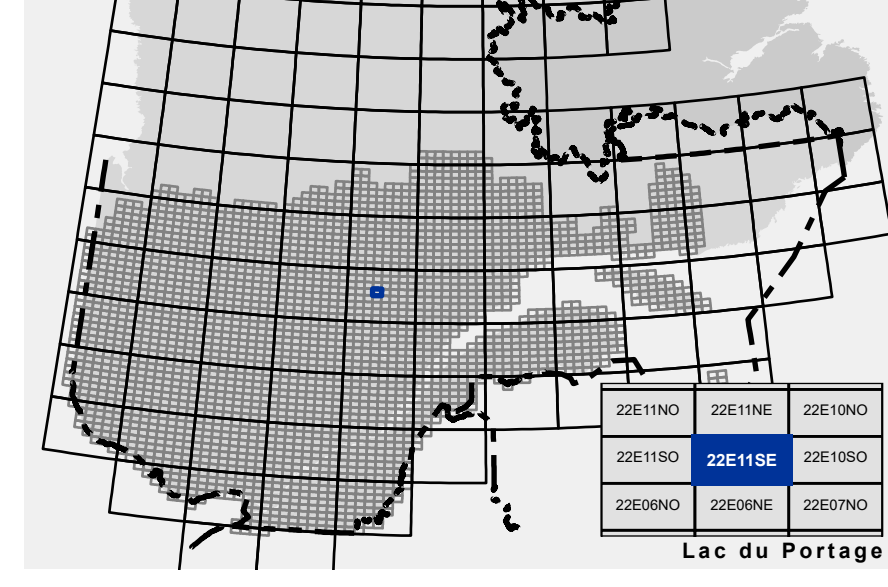 22E11NO 22E11NE 22E10NO
22E11SO 22E11SE 22E10SO
22E06NO 22E06NE 22E07NO
Lac du Portage